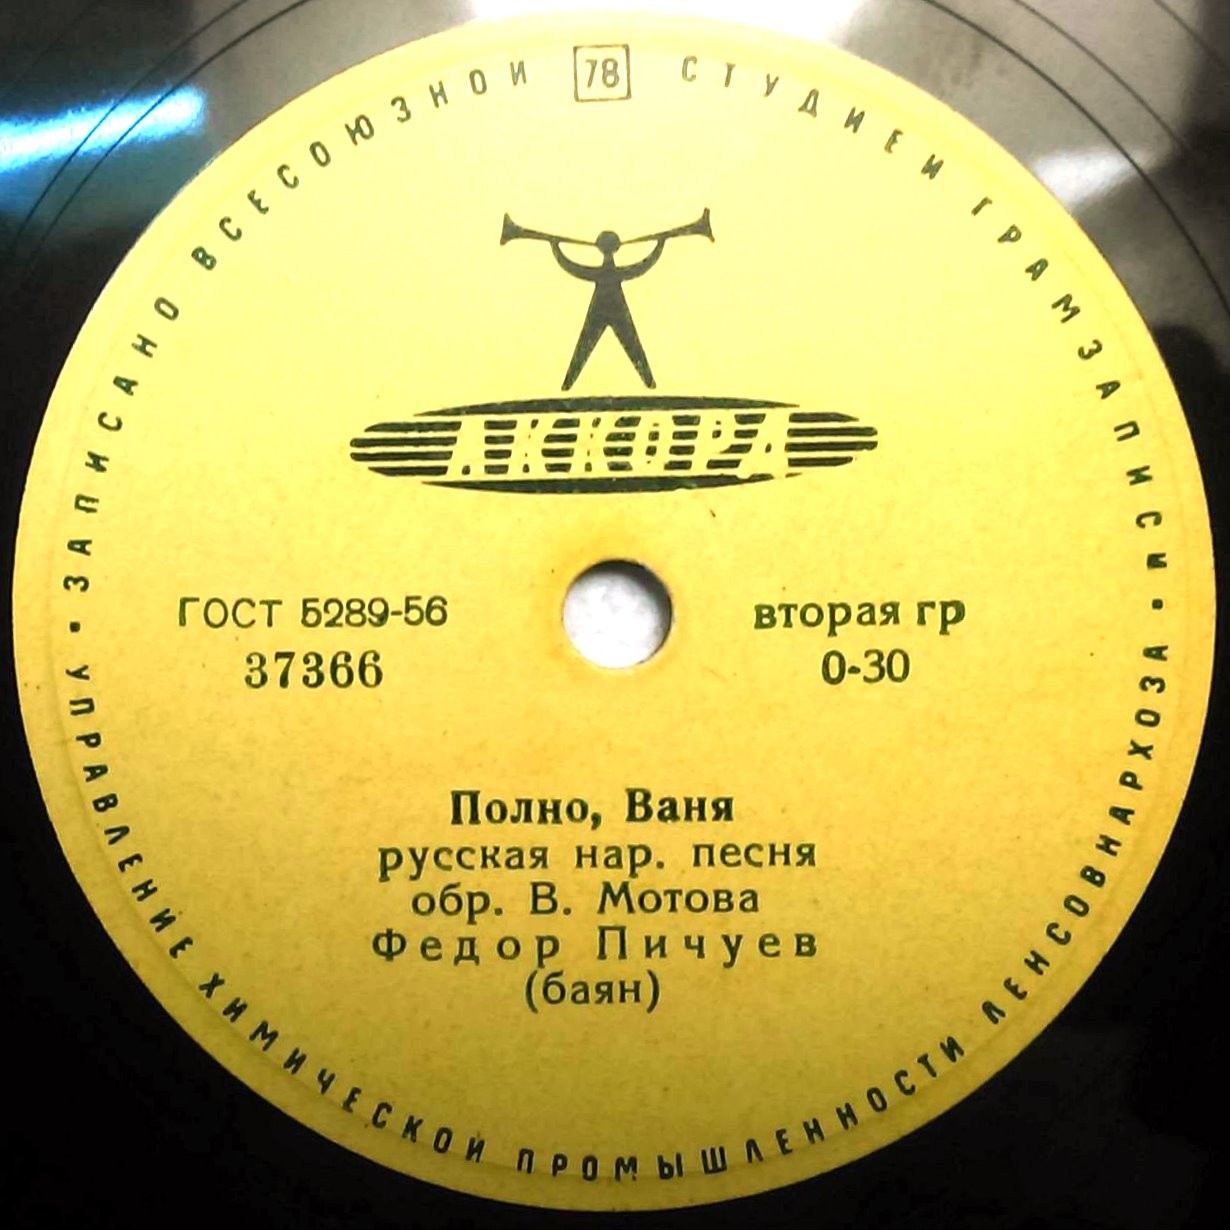 ЗАПИСАНО ВСЕСОЮЗНОЙ 78 СТУДИЕЙ ГРАМЗАПИСИ
АККОРД
ГОСТ 5289-56
37366
вторая гр
0-30
Полно, Ваня
русская нар. песня
обр. В. Мотова
Федор Пичуев
(баян)
УПРАВЛЕНИЕ ХИМИЧЕСКОЙ ПРОМЫШЛЕННОСТИ ЛЕНСОВНАРХОЗА